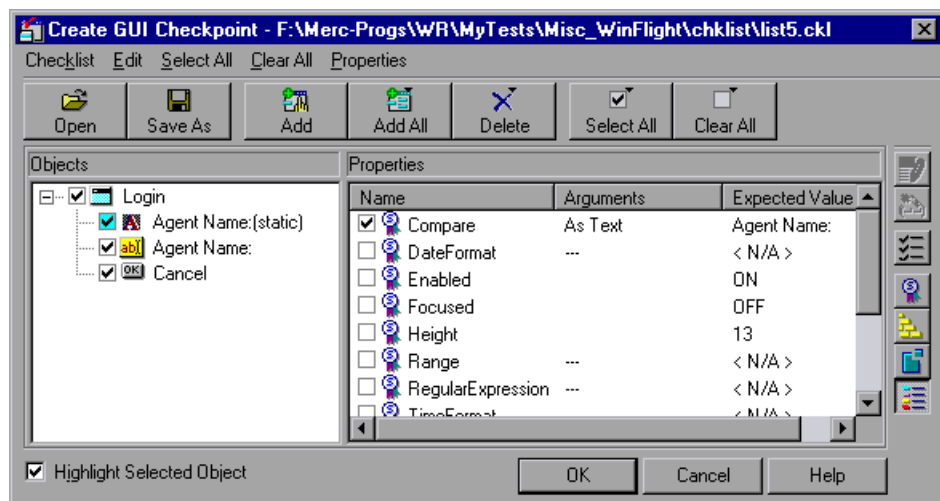 Create GUI Checkpoint - F:\Merc-Progs\WR\MyTests\Misc_WinFlight\chklist\list5.ckl
Checklist Edit Select All Clear All Properties
Open Save As Add Add All Delete Select All Clear All
Objects Properties
Login
Agent Name:(static)
abI Agent Name:
OK Cancel
Name Arguments Expected Value
Compare As Text Agent Name:
DateFormat --- < N/A >
Enabled ON
Focused OFF
Height 13
Range --- < N/A >
RegularExpression --- < N/A >
TimeFormat < N/A >
Highlight Selected Object OK Cancel Help